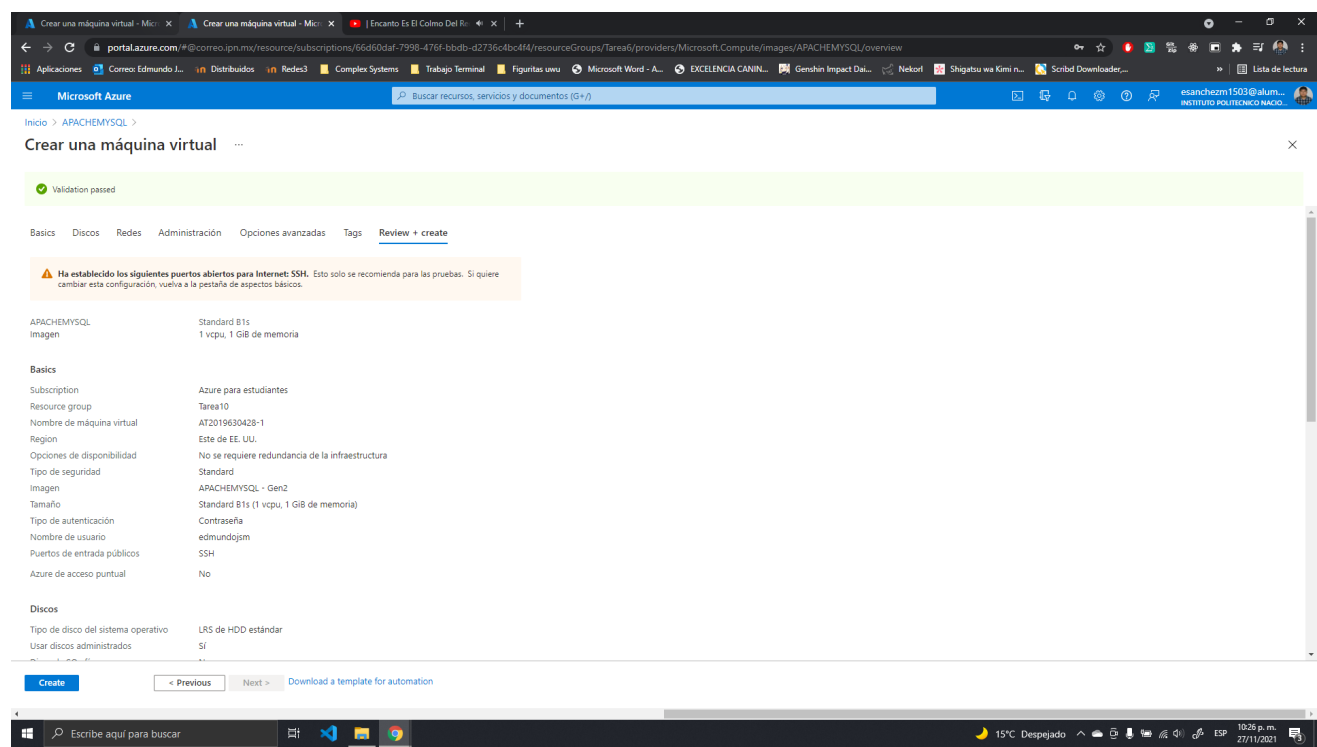 Crear una máquina virtual - Micr
Crear una máquina virtual - Micr
| Encanto Es El Colmo Del Re
portal.azure.com/#@correo.ipn.mx/resource/subscriptions/66d60daf-7998-476f-bbdb-d2736c4bc4f4/resourceGroups/Tarea6/providers/Microsoft.Compute/images/APACHEMYSQL/overview
Aplicaciones Correo: Edmundo J... Distribuidos Redes3 Complex Systems Trabajo Terminal Figuritas uwu Microsoft Word - A... EXCELENCIA CANIN... Genshin Impact Dai... Nekorl Shigatsu wa Kimi n... Scribd Downloader,... » Lista de lectura
Microsoft Azure
Buscar recursos, servicios y documentos (G+/)
esanchezm1503@alum...
INSTITUTO POLITECNICO NACIO...
Inicio > APACHEMYSQL >
Crear una máquina virtual ...
Validation passed
Basics Discos Redes Administración Opciones avanzadas Tags Review + create
Ha establecido los siguientes puertos abiertos para Internet: SSH. Esto solo se recomienda para las pruebas. Si quiere
cambiar esta configuración, vuelva a la pestaña de aspectos básicos.
APACHEMYSQL Standard B1s
Imagen 1 vcpu, 1 GiB de memoria
Basics
Subscription Azure para estudiantes
Resource group Tarea10
Nombre de máquina virtual AT2019630428-1
Region Este de EE. UU.
Opciones de disponibilidad No se requiere redundancia de la infraestructura
Tipo de seguridad Standard
Imagen APACHEMYSQL - Gen2
Tamaño Standard B1s (1 vcpu, 1 GiB de memoria)
Tipo de autenticación Contraseña
Nombre de usuario edmundojsm
Puertos de entrada públicos SSH
Azure de acceso puntual No
Discos
Tipo de disco del sistema operativo LRS de HDD estándar
Usar discos administrados Sí
Create < Previous Next > Download a template for automation
Escribe aquí para buscar
15°C Despejado ESP 10:26 p. m.
27/11/2021